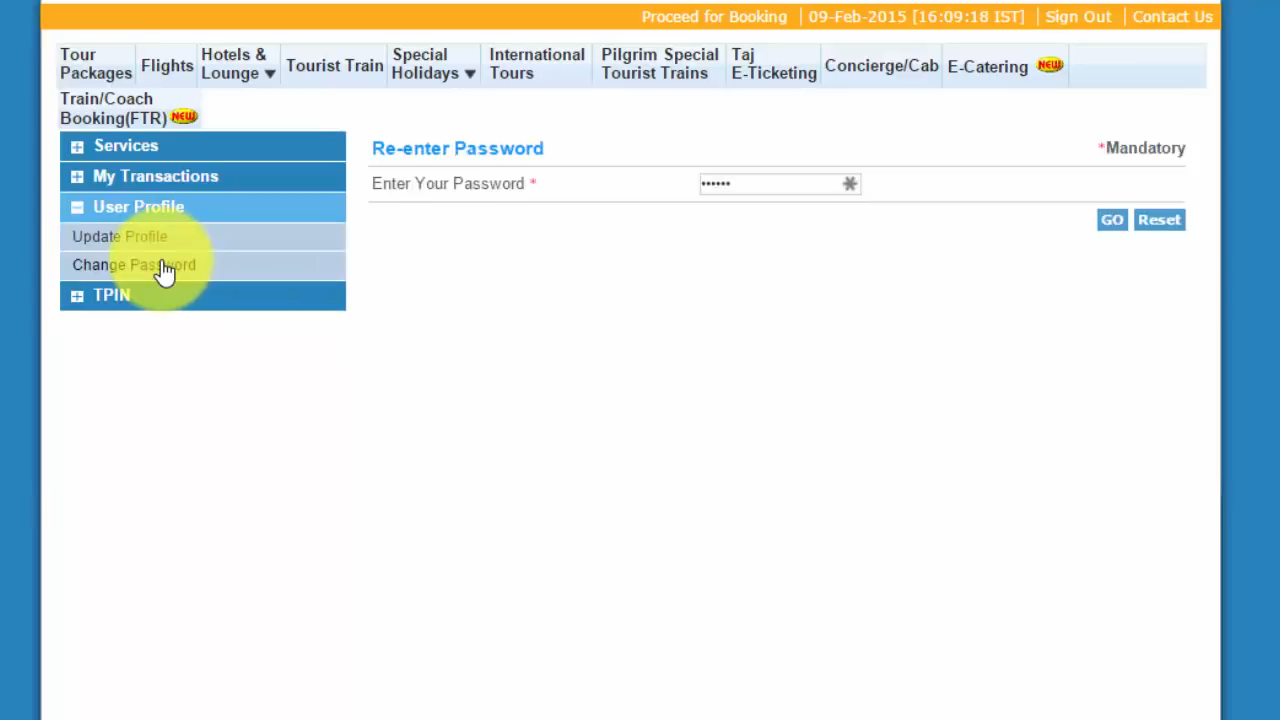 Proceed for Booking 09-Feb-2015 [16:09:18 IST] Sign Out Contact Us
Tour Packages Flights Hotels & Lounge ▼ Tourist Train Special Holidays ▼ International Tours Pilgrim Special Tourist Trains Taj E-Ticketing Concierge/Cab E-Catering NEW
Train/Coach
Booking(FTR) NEW
Services
My Transactions
User Profile
Update Profile
Change Password
TPIN
Re-enter Password *Mandatory
Enter Your Password * ••••••
GO Reset